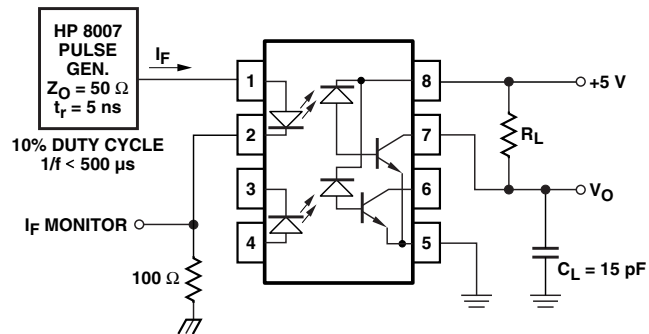 HP 8007
PULSE
GEN.
Z_O = 50 Ω
t_r = 5 ns
I_F
10% DUTY CYCLE
1/f < 500 µs
I_F MONITOR
100 Ω
1
2
3
4
8
7
6
5
+5 V
R_L
V_O
C_L = 15 pF